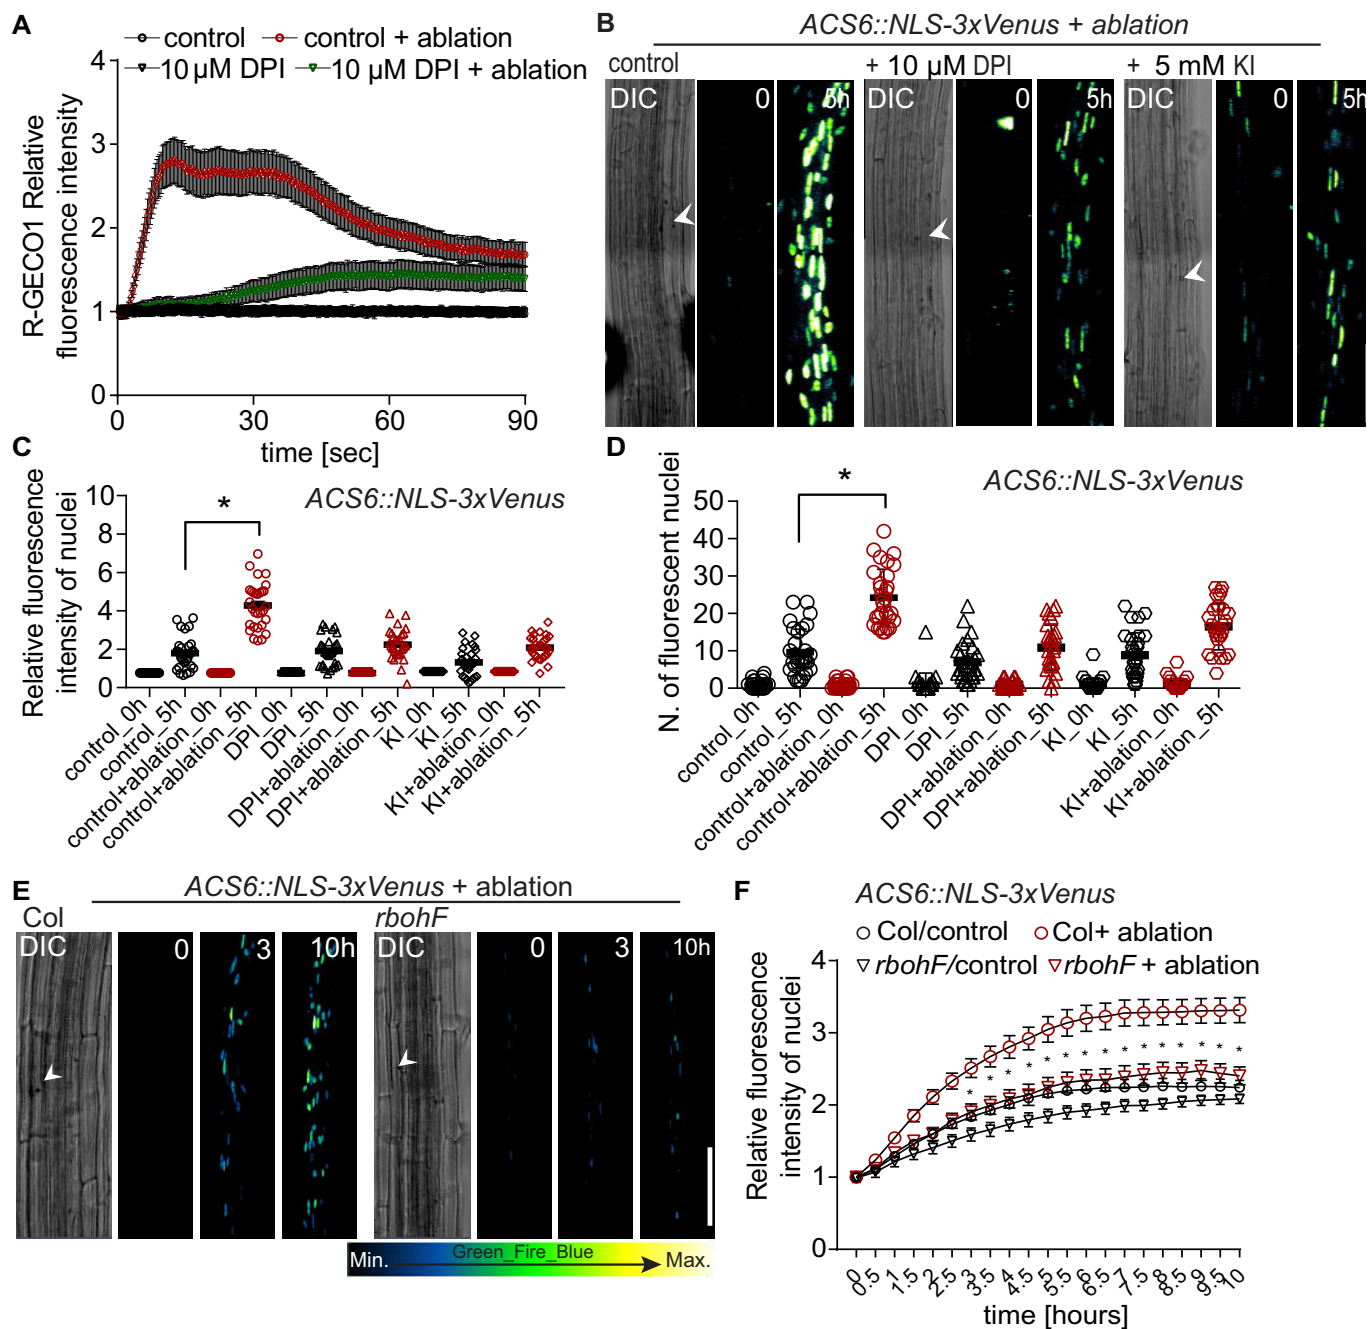 A
control control + ablation
10 µM DPI 10 µM DPI + ablation
R-GECO1 Relative
fluorescence intensity
4
3
2
1
0
0 30 60 90
time [sec]
B
ACS6::NLS-3xVenus + ablation
control + 10 µM DPI + 5 mM KI
DIC 0 5h DIC 0 5h DIC 0 5h
C
Relative fluorescence
intensity of nuclei
ACS6::NLS-3xVenus
*
10
8
6
4
2
0
control_0h
control_5h
control+ablation_0h
control+ablation_5h
DPI_0h
DPI_5h
DPI+ablation_0h
DPI+ablation_5h
KI_0h
KI_5h
KI+ablation_0h
KI+ablation_5h
D
N. of fluorescent nuclei
ACS6::NLS-3xVenus
*
50
40
30
20
10
0
control_0h
control_5h
control+ablation_0h
control+ablation_5h
DPI_0h
DPI_5h
DPI+ablation_0h
DPI+ablation_5h
KI_0h
KI_5h
KI+ablation_0h
KI+ablation_5h
E
ACS6::NLS-3xVenus + ablation
Col rbohF
DIC 0 3 10h DIC 0 3 10h
Min. Green_Fire_Blue Max.
F
ACS6::NLS-3xVenus
Col/control Col+ ablation
rbohF/control rbohF + ablation
Relative fluorescence
intensity of nuclei
4
3
2
1
0
* * * * * * * * * * * * * * *
0 0.5 1 1.5 2 2.5 3 3.5 4 4.5 5 5.5 6 6.5 7 7.5 8 8.5 9 9.5 10
time [hours]